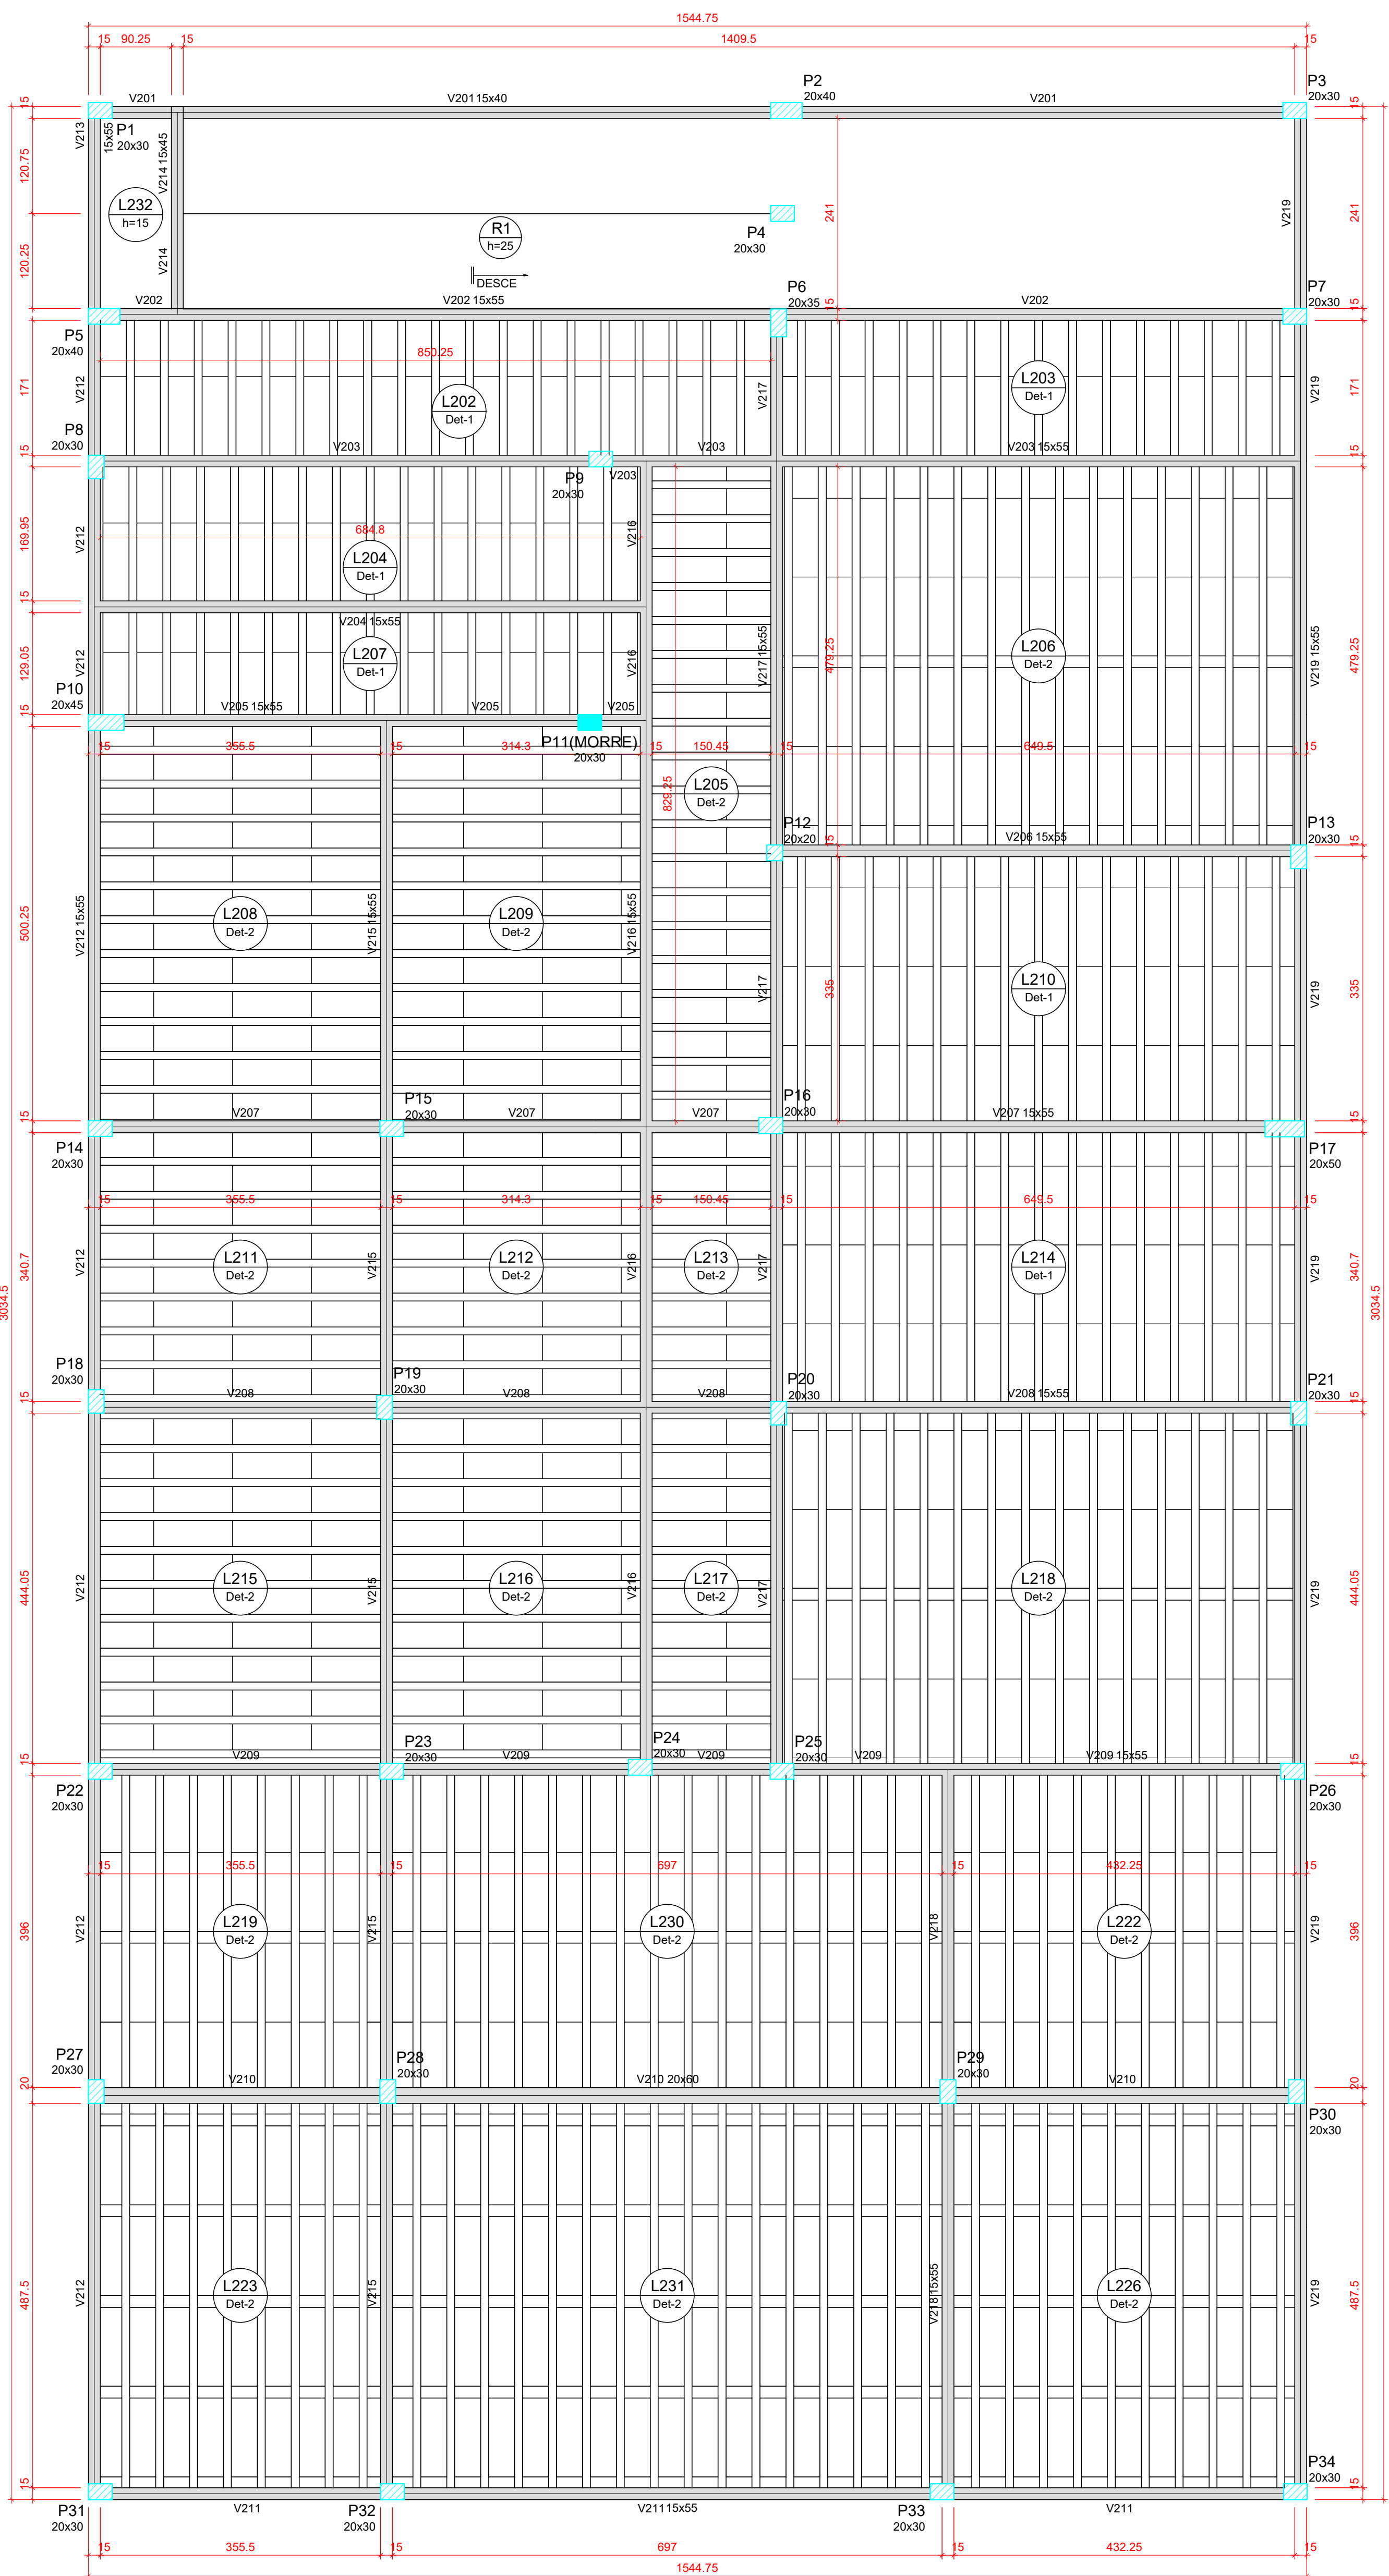 1544.75
15 90.25 15 1409.5 15
P2
20x40
P3
20x30
V201
V201 15x40
V201
15
15
V213
15x55
P1
20x30
V214 15x45
120.75
L232
h=15
R1
h=25
P4
20x30
241
V219
241
V214
120.25
DESCE
P6
20x35
P7
20x30
V202
V202 15x55
V202
15
15
15
P5
20x40
850.25
V212
171
L202
Det-1
V217
L203
Det-1
V219
171
P8
20x30
15
V203
V203
V203 15x55
15
P9
20x30
V203
169.95
V212
684.8
V216
L204
Det-1
15
V204 15x55
129.05
V212
L207
Det-1
V216
V217 15x55
479.25
L206
Det-2
V219 15x55
479.25
P10
20x45
15
V205 15x55
V205
V205
P11(MORRE)
20x30
15 355.5 15 314.3 15 150.45 15 649.5 15
829.25
L205
Det-2
P12
20x20
15
V206 15x55
P13
20x30
15
500.25
V212 15x55
L208
Det-2
V215 15x55
L209
Det-2
V216 15x55
V217
335
L210
Det-1
V219
335
15
V207
P15
20x30
V207
V207
P16
20x30
V207 15x55
15
P14
20x30
P17
20x50
15 355.5 15 314.3 15 150.45 15 649.5 15
3034.5
340.7
V212
L211
Det-2
V215
L212
Det-2
V216
L213
Det-2
V217
L214
Det-1
V219
340.7
3034.5
P18
20x30
15
V208
P19
20x30
V208
V208
P20
20x30
V208 15x55
P21
20x30
15
444.05
V212
L215
Det-2
V215
L216
Det-2
V216
L217
Det-2
V217
L218
Det-2
V219
444.05
15
V209
P23
20x30
V209
P24
20x30
V209
P25
20x30
V209
V209 15x55
15
P22
20x30
P26
20x30
15 355.5 15 697 15 432.25 15
396
V212
L219
Det-2
V215
L230
Det-2
V218
L222
Det-2
V219
396
P27
20x30
20
V210
P28
20x30
V210 20x60
P29
20x30
V210
20
P30
20x30
487.5
V212
L223
Det-2
V215
L231
Det-2
V218 15x55
L226
Det-2
V219
487.5
15
P34
20x30
15
P31
20x30
V211
P32
20x30
V211 15x55
P33
20x30
V211
15 355.5 15 697 15 432.25 15
1544.75